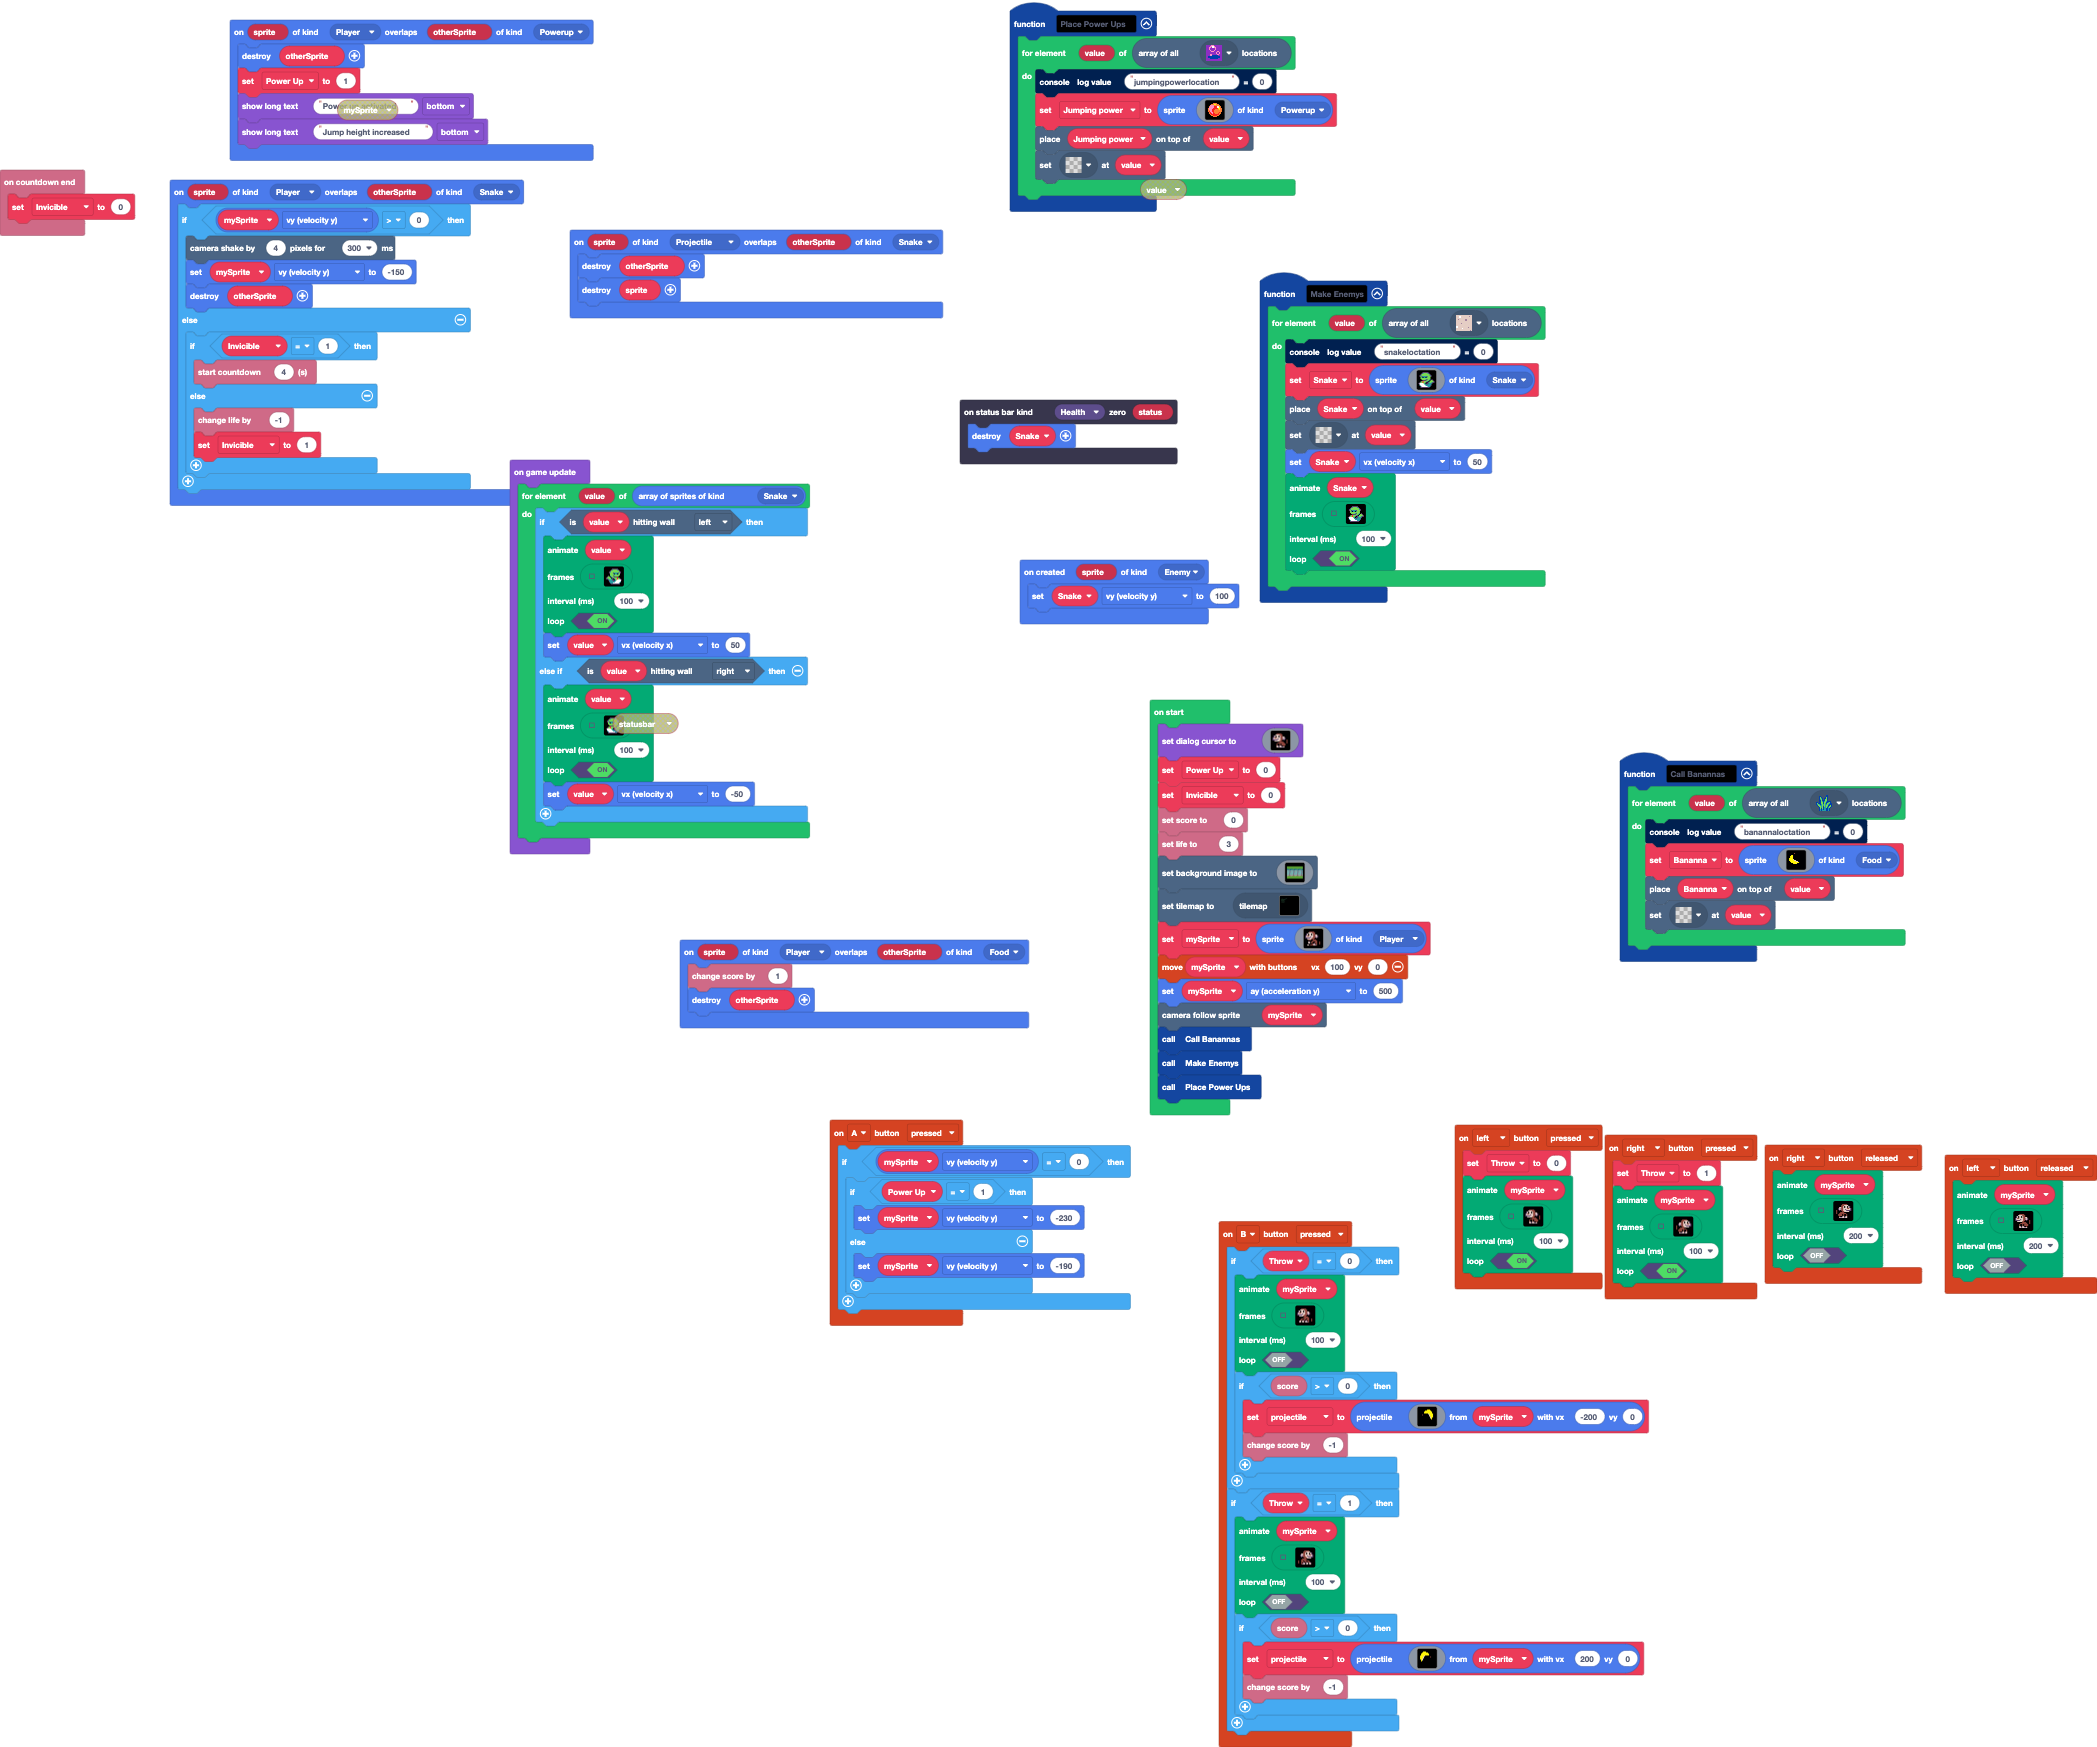 on sprite of kind Player overlaps otherSprite of kind Powerup
destroy otherSprite
set Power Up to 1
show long text "Power bottom
mySprite
show long text "Jump height increased" bottom
function Place Power Ups
for element value of array of all locations
do
console log value "jumpingpowerlocation" = 0
set Jumping power to sprite of kind Powerup
place Jumping power on top of value
set at value
value
on countdown end
set Invicible to 0
on sprite of kind Player overlaps otherSprite of kind Snake
if mySprite vy (velocity y) > 0 then
camera shake by 4 pixels for 300 ms
set mySprite vy (velocity y) to -150
destroy otherSprite
else
if Invicible = 1 then
start countdown 4 (s)
else
change life by -1
set Invicible to 1
on sprite of kind Projectile overlaps otherSprite of kind Snake
destroy otherSprite
destroy sprite
function Make Enemys
for element value of array of all locations
do
console log value "snakeloctation" = 0
set Snake to sprite of kind Snake
place Snake on top of value
set at value
set Snake vx (velocity x) to 50
animate Snake
frames
interval (ms) 100
loop ON
on status bar kind Health zero status
destroy Snake
on game update
for element value of array of sprites of kind Snake
do
if is value hitting wall left then
animate value
frames
interval (ms) 100
loop ON
set value vx (velocity x) to 50
else if is value hitting wall right then
animate value
frames
statusbar
interval (ms) 100
loop ON
set value vx (velocity x) to -50
on created sprite of kind Enemy
set Snake vy (velocity y) to 100
on start
set dialog cursor to
set Power Up to 0
set Invicible to 0
set score to 0
set life to 3
set background image to
set tilemap to tilemap
set mySprite to sprite of kind Player
move mySprite with buttons vx 100 vy 0
set mySprite ay (acceleration y) to 500
camera follow sprite mySprite
call Call Banannas
call Make Enemys
call Place Power Ups
function Call Banannas
for element value of array of all locations
do
console log value "banannaloctation" = 0
set Bananna to sprite of kind Food
place Bananna on top of value
set at value
on sprite of kind Player overlaps otherSprite of kind Food
change score by 1
destroy otherSprite
on A button pressed
if mySprite vy (velocity y) = 0 then
if Power Up = 1 then
set mySprite vy (velocity y) to -230
else
set mySprite vy (velocity y) to -190
on left button pressed
set Throw to 0
animate mySprite
frames
interval (ms) 100
loop ON
on right button pressed
set Throw to 1
animate mySprite
frames
interval (ms) 100
loop ON
on right button released
animate mySprite
frames
interval (ms) 200
loop OFF
on left button released
animate mySprite
frames
interval (ms) 200
loop OFF
on B button pressed
if Throw = 0 then
animate mySprite
frames
interval (ms) 100
loop OFF
if score > 0 then
set projectile to projectile from mySprite with vx -200 vy 0
change score by -1
if Throw = 1 then
animate mySprite
frames
interval (ms) 100
loop OFF
if score > 0 then
set projectile to projectile from mySprite with vx 200 vy 0
change score by -1